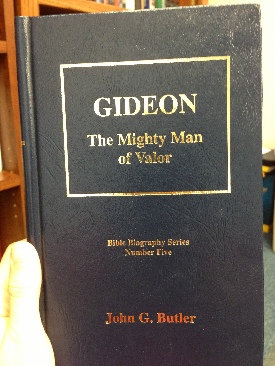 GIDEON
The Mighty Man
of Valor
Bible Biography Series
Number Five
John G. Butler